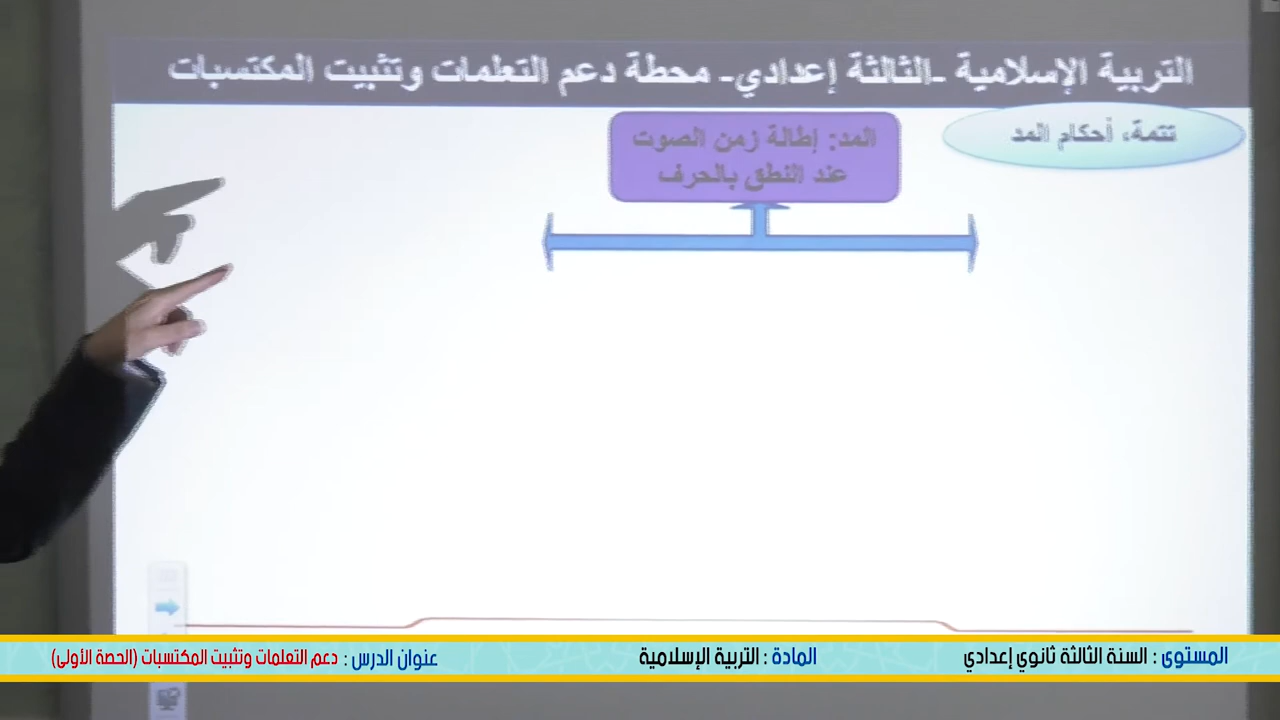 التربية الإسلامية -الثالثة إعدادي- محطة دعم التعلمات وتثبيت المكتسبات
تتمة، أحكام المد
المد: إطالة زمن الصوت
عند النطق بالحرف
المستوى : السنة الثالثة ثانوي إعدادي
المادة : التربية الإسلامية
عنوان الدرس : دعم التعلمات وتثبيت المكتسبات (الحصة الأولى)